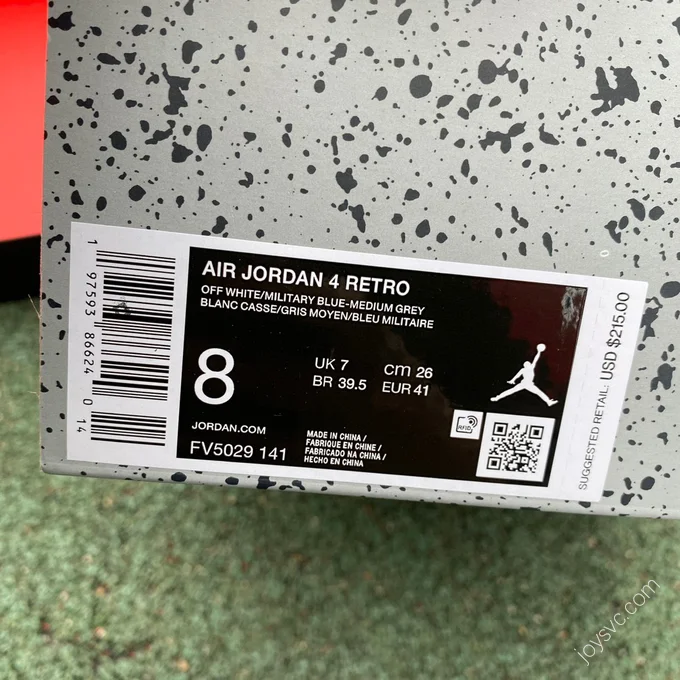 AIR JORDAN 4 RETRO
OFF WHITE/MILITARY BLUE-MEDIUM GREY
BLANC CASSE/GRIS MOYEN/BLEU MILITAIRE
8
UK 7
cm 26
BR 39.5
EUR 41
JORDAN.COM
FV5029 141
MADE IN CHINA /
FABRIQUE EN CHINE /
FABRICADO NA CHINA /
HECHO EN CHINA
RFID
SUGGESTED RETAIL: USD $215.00
1 97593 86624 0 14
joysvc.com